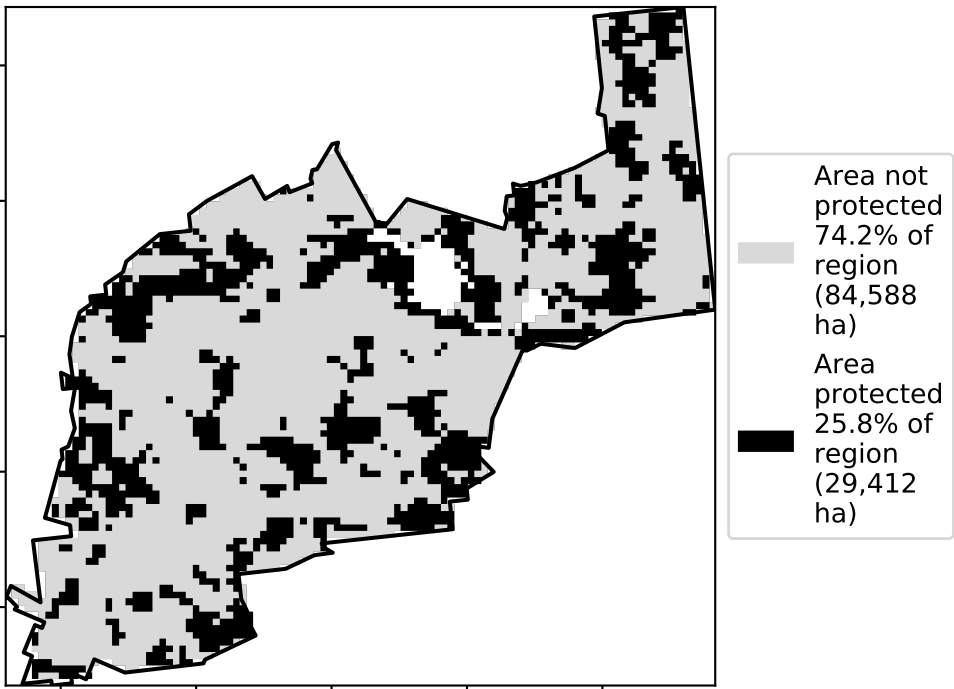 Area not
protected
74.2% of
region
(84,588
ha)
Area
protected
25.8% of
region
(29,412
ha)